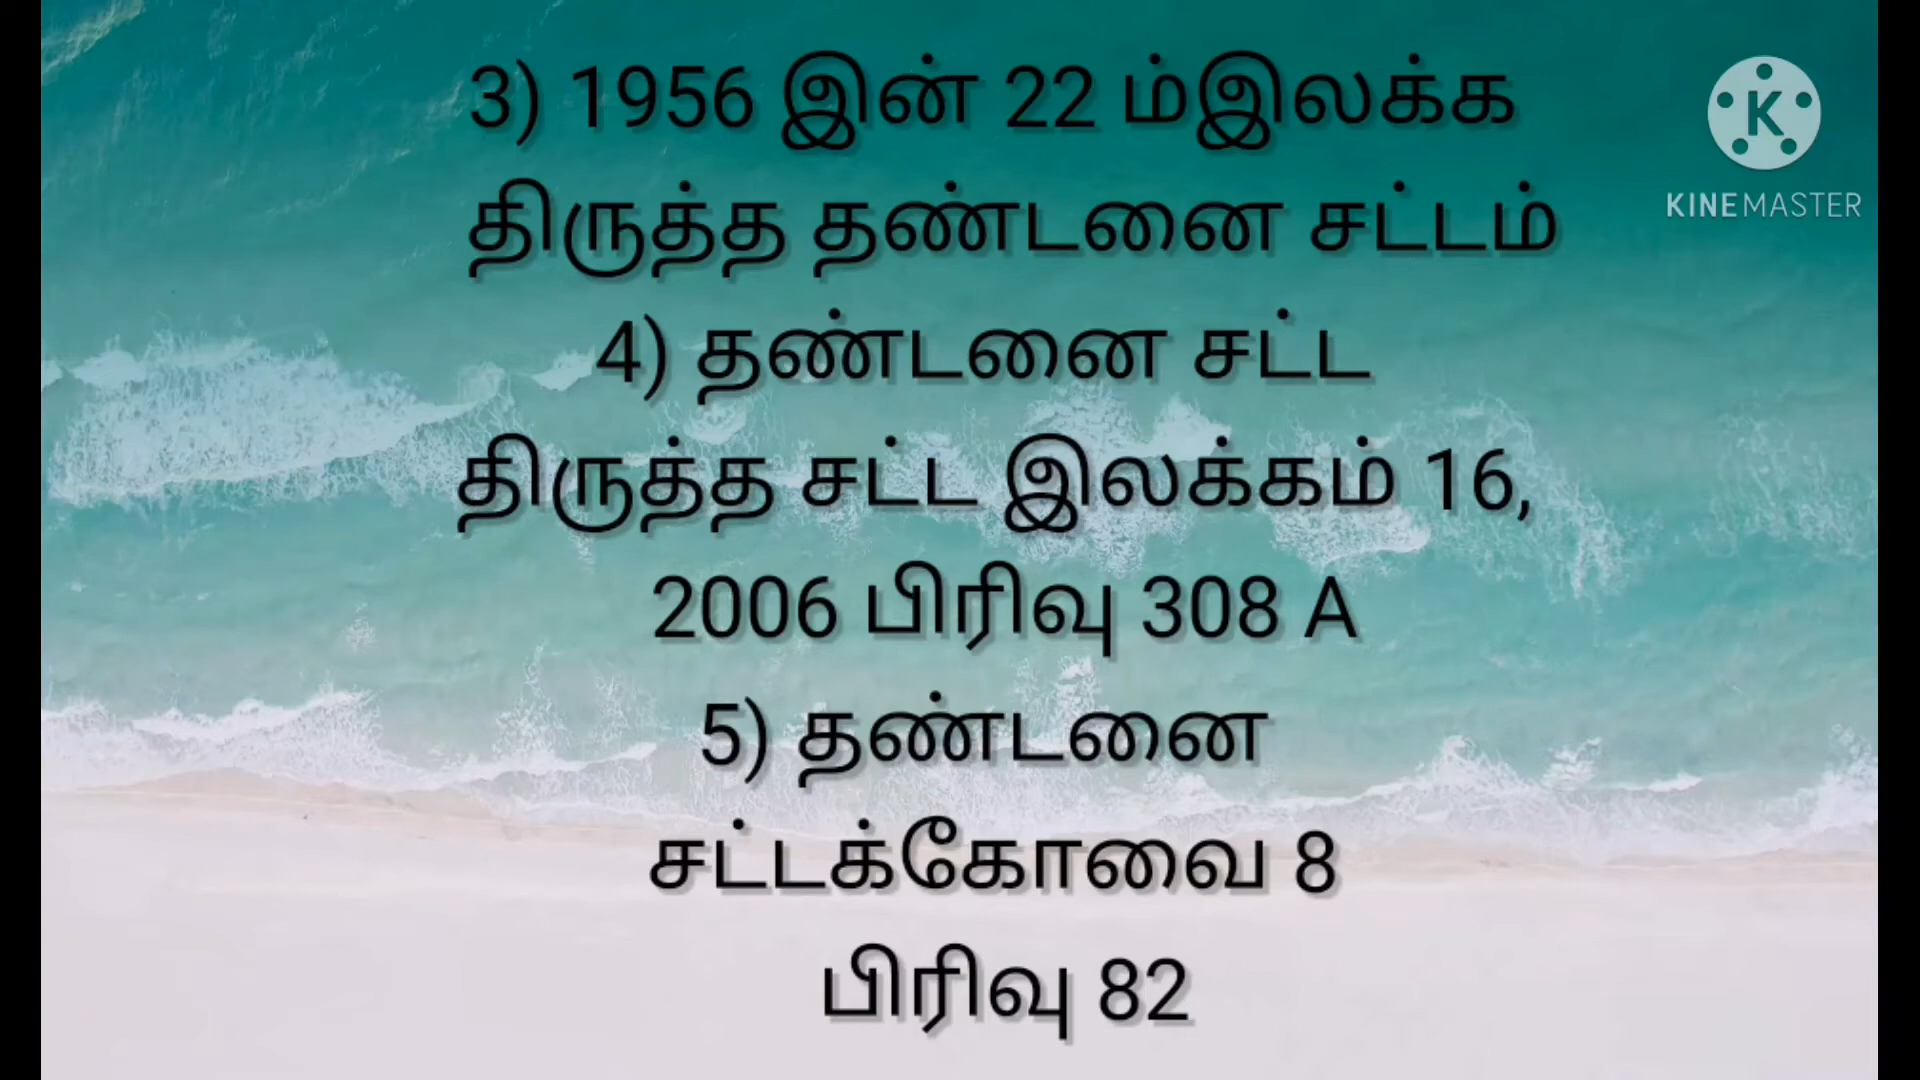 3) 1956 இன் 22 ம்இலக்க
திருத்த தண்டனை சட்டம்
4) தண்டனை சட்ட
திருத்த சட்ட இலக்கம் 16,
2006 பிரிவு 308 A
5) தண்டனை
சட்டக்கோவை 8
பிரிவு 82
K
KINEMASTER